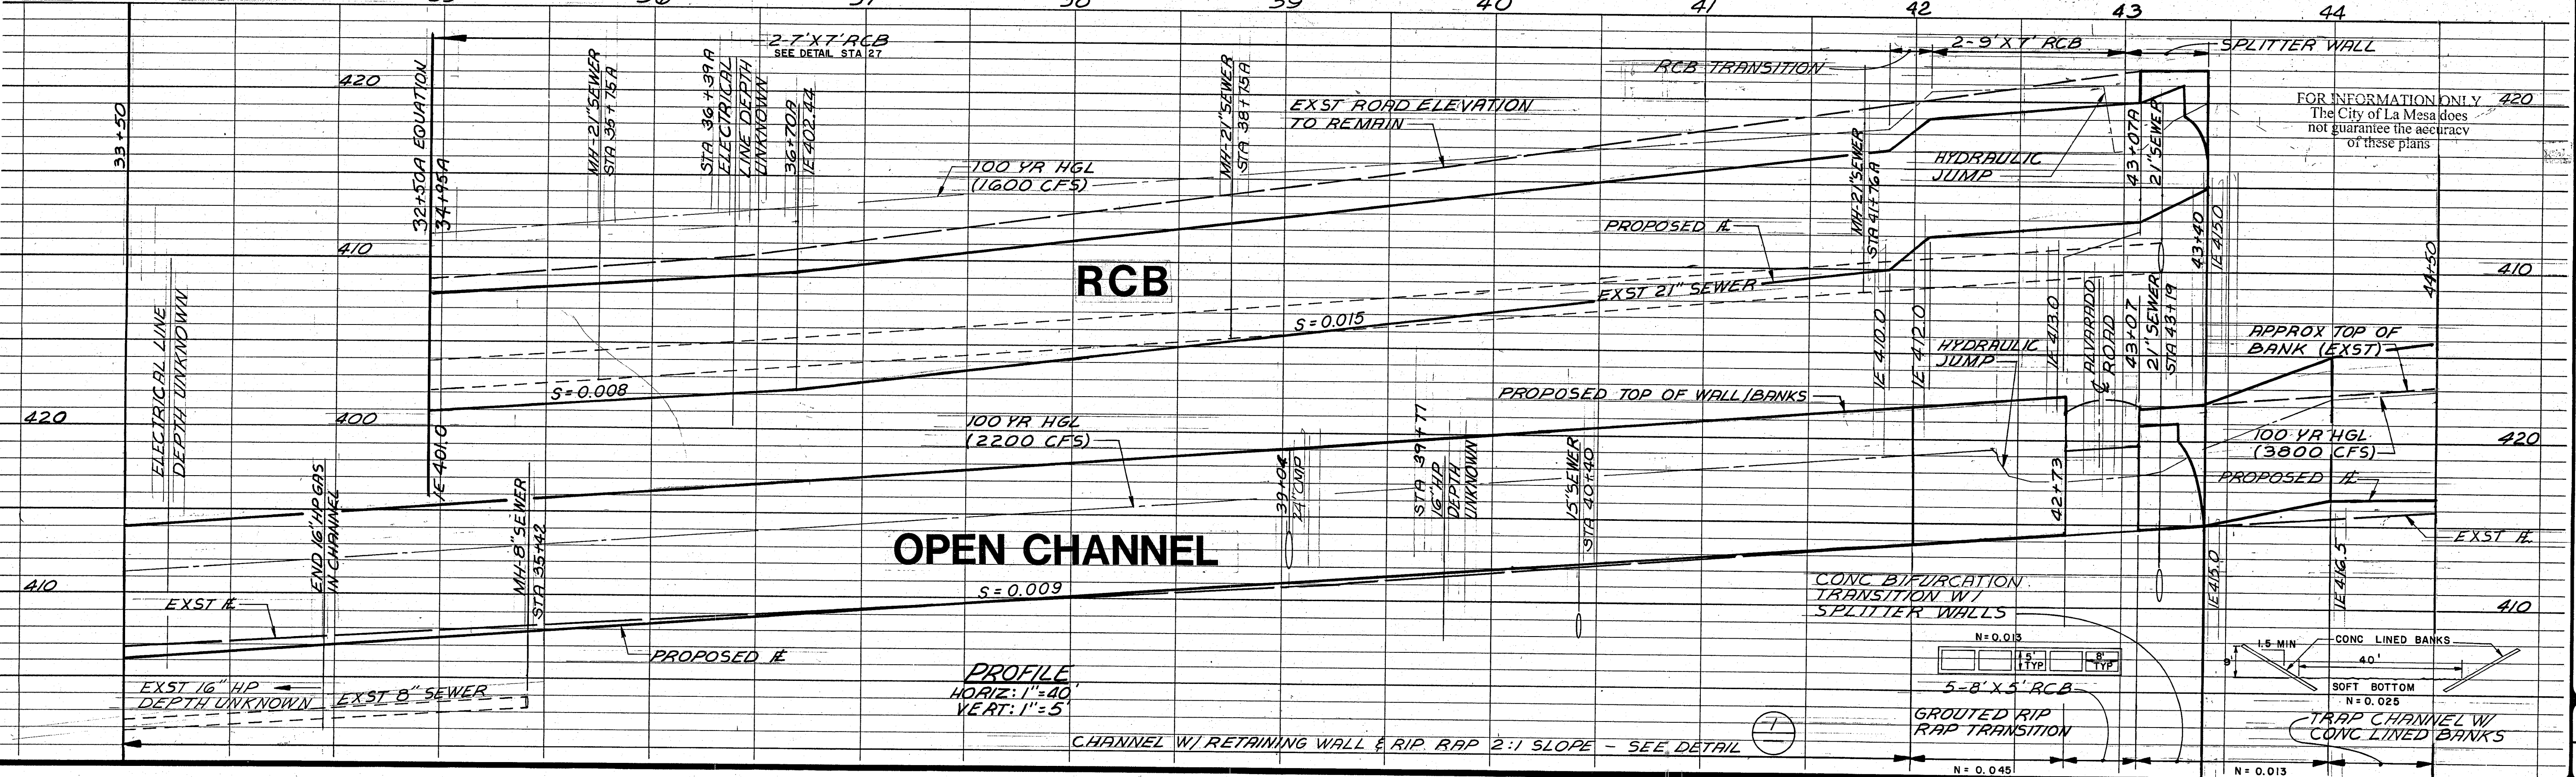 39
40
41
42
43
44
2-7'X7' RCB
SEE DETAIL STA 27
2-9'X7' RCB
SPLITTER WALL
RCB TRANSITION
420
33+50
32+50A EQUATION
34+95A
MH-21"SEWER
STA 35+75A
STA 36+39A
ELECTRICAL
LINE DEPTH
UNKNOWN
36+70A
IE 402.44
MH-21"SEWER
STA 38+75A
EXST ROAD ELEVATION
TO REMAIN
100 YR HGL
(1600 CFS)
MH-21"SEWER
STA 41+76A
HYDRAULIC
JUMP
43+07A
21"SEWER
FOR INFORMATION ONLY
The City of La Mesa does
not guarantee the accuracy
of these plans
420
410
PROPOSED ℄
43+40
IE 415.0
44+50
410
RCB
EXST 21" SEWER
S=0.015
ELECTRICAL LINE
DEPTH UNKNOWN
IE 410.0
IE 412.0
IE 413.0
℄ ALVARADO
ROAD
43+07
21"SEWER
STA 43+19
HYDRAULIC
JUMP
APPROX TOP OF
BANK (EXST)
S=0.008
PROPOSED TOP OF WALL/BANKS
420
400
IE 401.0
100 YR HGL
(2200 CFS)
39+04
24"CMP
STA 39+77
16"HP
DEPTH
UNKNOWN
15"SEWER
STA 40+40
42+73
100 YR HGL
(3800 CFS)
420
PROPOSED ℄
END 16"HP GAS
IN CHANNEL
MH-8"SEWER
STA 35+42
OPEN CHANNEL
EXST ℄
410
S=0.009
EXST ℄
IE 415.0
IE 416.5
410
CONC BIFURCATION
TRANSITION W/
SPLITTER WALLS
N=0.013
5'
TYP
8'
TYP
5-8'X5' RCB
1.5 MIN
CONC LINED BANKS
9'
40'
SOFT BOTTOM
N=0.025
PROPOSED ℄
EXST 16" HP
DEPTH UNKNOWN
EXST 8" SEWER
PROFILE
HORIZ: 1"=40'
VERT: 1"=5'
GROUTED RIP
RAP TRANSITION
TRAP CHANNEL W/
CONC LINED BANKS
CHANNEL W/ RETAINING WALL & RIP RAP 2:1 SLOPE - SEE DETAIL
1
N=0.045
N=0.013